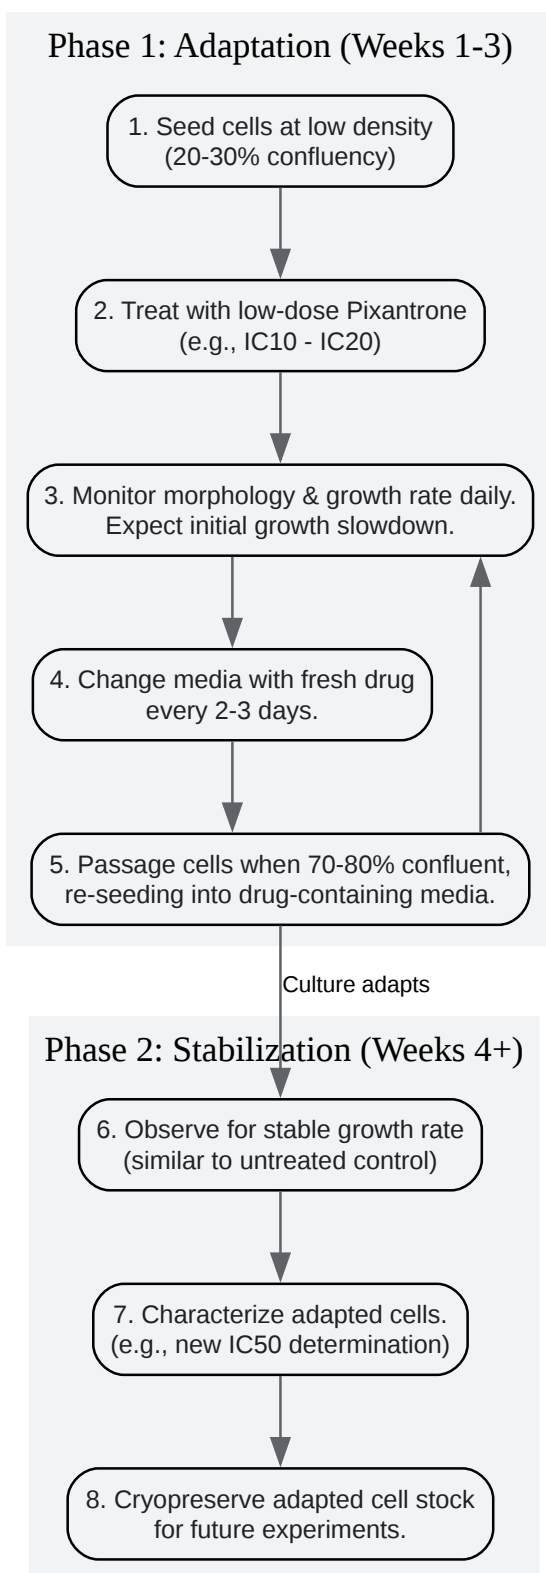 Phase 1: Adaptation (Weeks 1-3)
1. Seed cells at low density
(20-30% confluency)
2. Treat with low-dose Pixantrone
(e.g., IC10 - IC20)
3. Monitor morphology & growth rate daily.
Expect initial growth slowdown.
4. Change media with fresh drug
every 2-3 days.
5. Passage cells when 70-80% confluent,
re-seeding into drug-containing media.
Culture adapts
Phase 2: Stabilization (Weeks 4+)
6. Observe for stable growth rate
(similar to untreated control)
7. Characterize adapted cells.
(e.g., new IC50 determination)
8. Cryopreserve adapted cell stock
for future experiments.